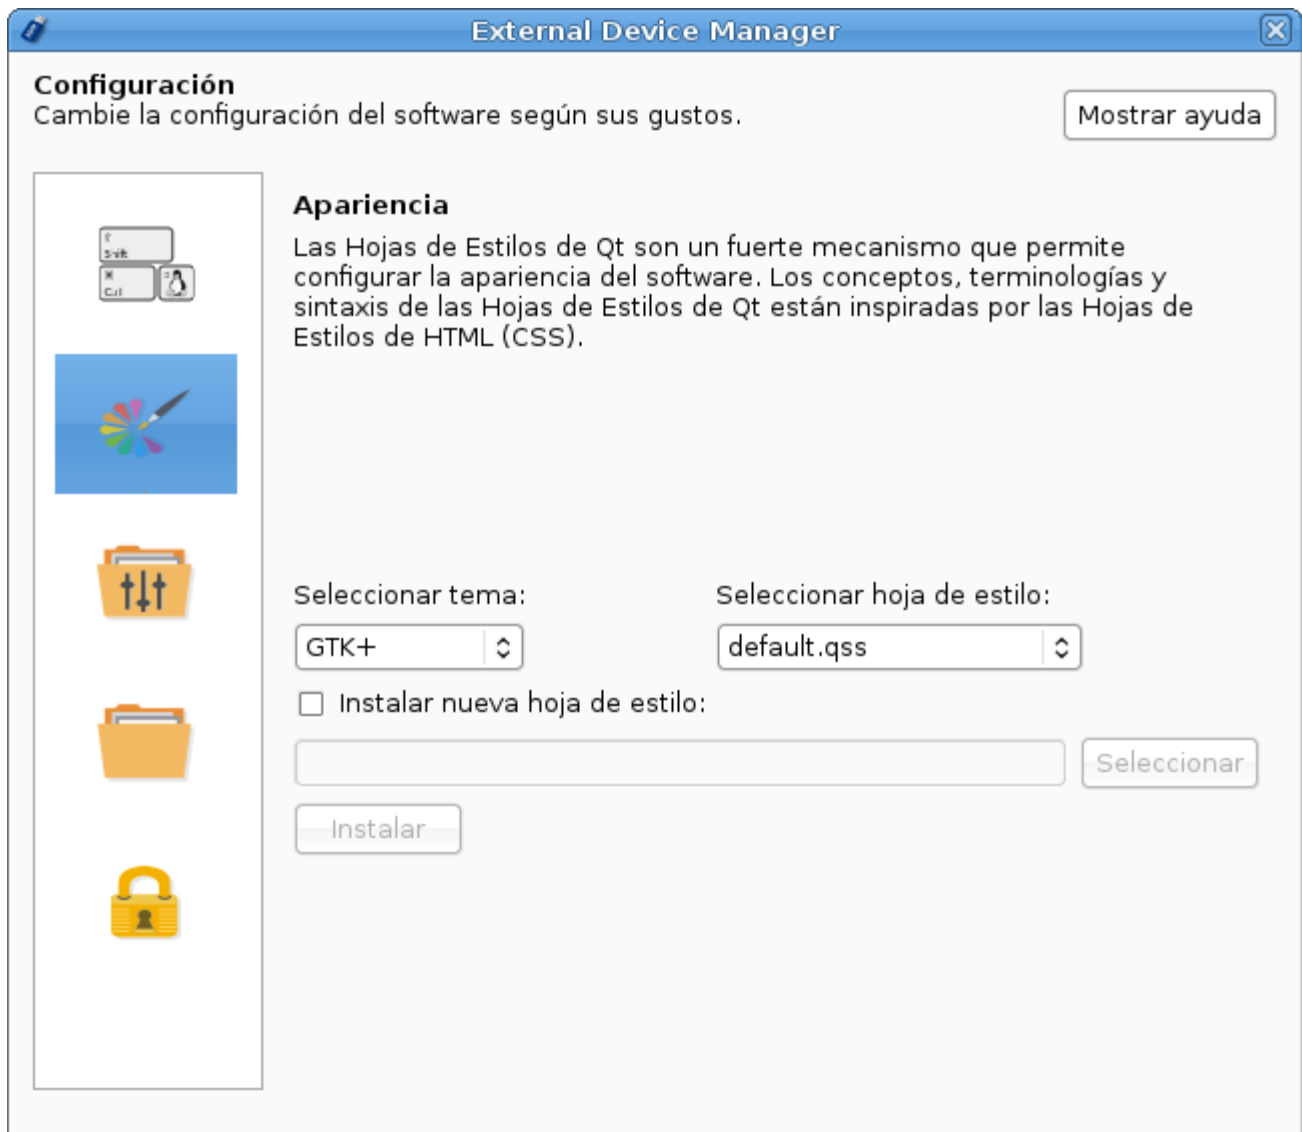 External Device Manager
Configuración
Cambie la configuración del software según sus gustos.
Mostrar ayuda
Apariencia
Las Hojas de Estilos de Qt son un fuerte mecanismo que permite
configurar la apariencia del software. Los conceptos, terminologías y
sintaxis de las Hojas de Estilos de Qt están inspiradas por las Hojas de
Estilos de HTML (CSS).
Seleccionar tema:
Seleccionar hoja de estilo:
GTK+
default.qss
Instalar nueva hoja de estilo:
Seleccionar
Instalar